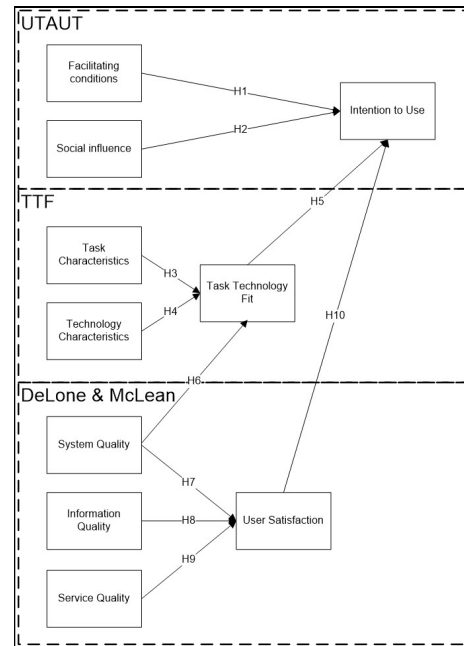 UTAUT
Facilitating
conditions
H1
Intention to Use
H2
Social influence
H5
TTF
Task
Characteristics
H3
Task Technology
Fit
H4
Technology
Characteristics
H10
H6
DeLone & McLean
System Quality
H7
Information
Quality
H8
User Satisfaction
H9
Service Quality